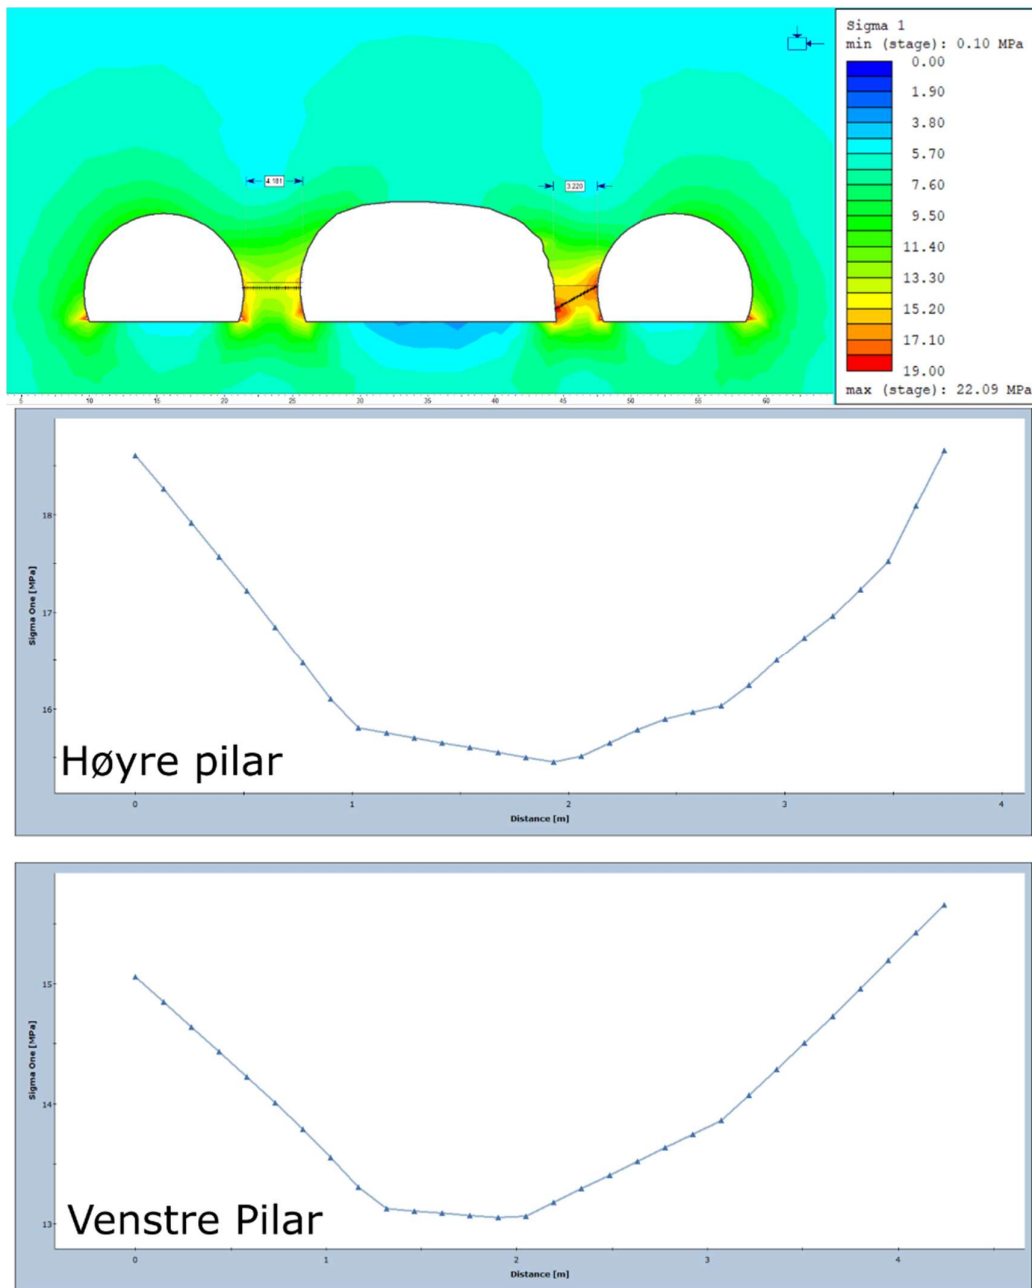 Sigma 1
min (stage): 0.10 MPa
0.00
1.90
3.80
5.70
7.60
9.50
11.40
13.30
15.20
17.10
19.00
max (stage): 22.09 MPa
4.181
3.220
5 10 15 20 25 30 35 40 45 50 55 60
Sigma One [MPa]
18
17
16
Høyre pilar
0 1 2 3 4
Distance [m]
Sigma One [MPa]
15
14
13
Venstre Pilar
0 1 2 3 4
Distance [m]